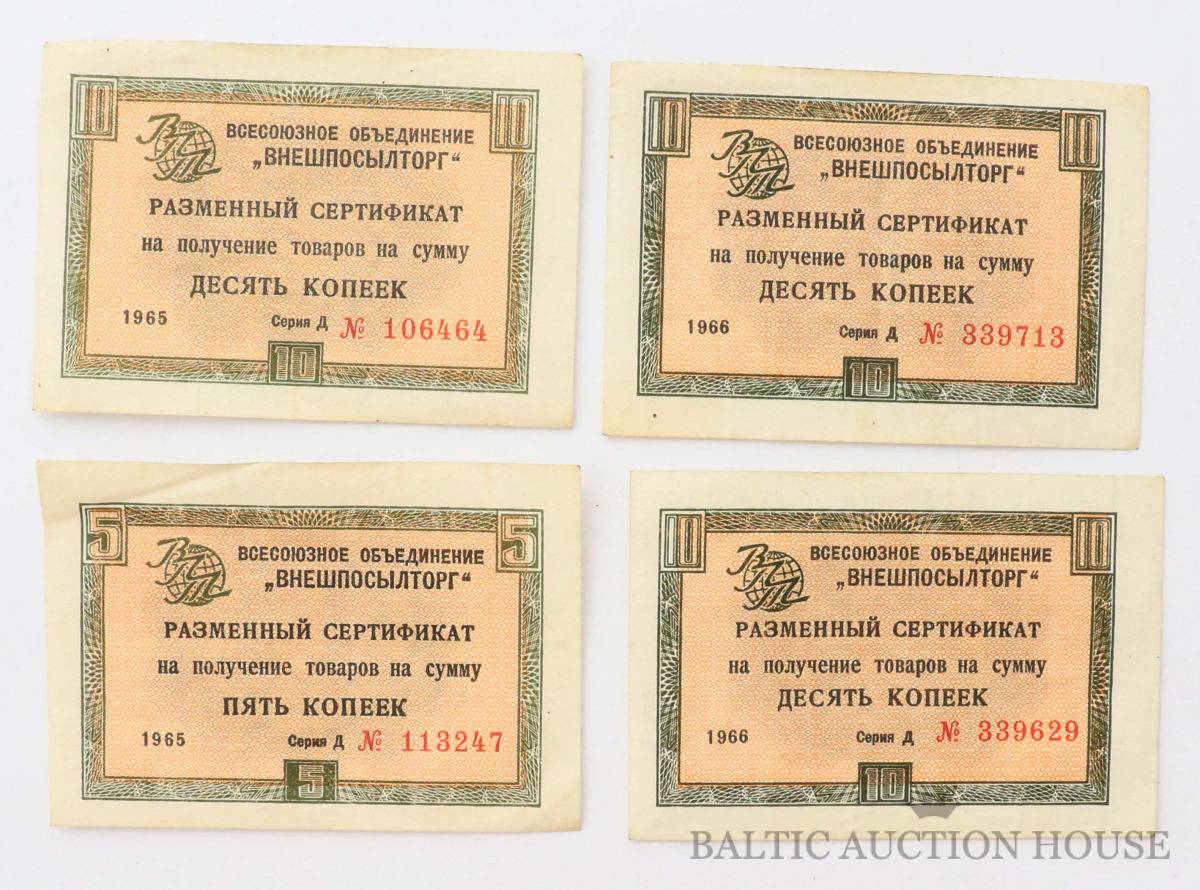 10 10
ВПТ
ВСЕСОЮЗНОЕ ОБЪЕДИНЕНИЕ
„ВНЕШПОСЫЛТОРГ“
РАЗМЕННЫЙ СЕРТИФИКАТ
на получение товаров на сумму
ДЕСЯТЬ КОПЕЕК
1965 Серия Д № 106464
10
10 10
ВПТ
ВСЕСОЮЗНОЕ ОБЪЕДИНЕНИЕ
„ВНЕШПОСЫЛТОРГ“
РАЗМЕННЫЙ СЕРТИФИКАТ
на получение товаров на сумму
ДЕСЯТЬ КОПЕЕК
1966 Серия Д № 339713
10
5 5
ВПТ
ВСЕСОЮЗНОЕ ОБЪЕДИНЕНИЕ
„ВНЕШПОСЫЛТОРГ“
РАЗМЕННЫЙ СЕРТИФИКАТ
на получение товаров на сумму
ПЯТЬ КОПЕЕК
1965 Серия Д № 113247
5
10 10
ВПТ
ВСЕСОЮЗНОЕ ОБЪЕДИНЕНИЕ
„ВНЕШПОСЫЛТОРГ“
РАЗМЕННЫЙ СЕРТИФИКАТ
на получение товаров на сумму
ДЕСЯТЬ КОПЕЕК
1966 Серия Д № 339629
10
BALTIC AUCTION HOUSE